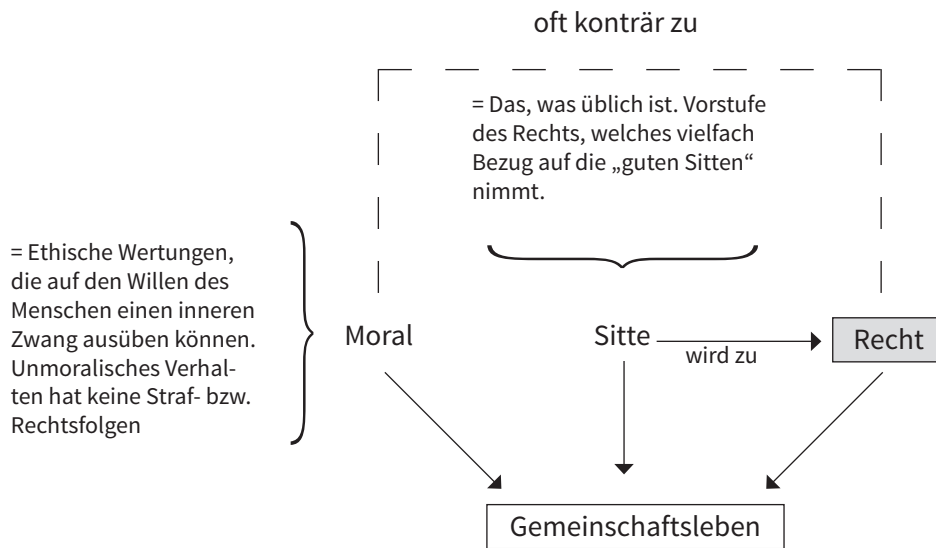 oft konträr zu
= Das, was üblich ist. Vorstufe
des Rechts, welches vielfach
Bezug auf die „guten Sitten“
nimmt.
= Ethische Wertungen,
die auf den Willen des
Menschen einen inneren
Zwang ausüben können.
Unmoralisches Verhal-
ten hat keine Straf- bzw.
Rechtsfolgen
Moral
Sitte
wird zu
Recht
Gemeinschaftsleben